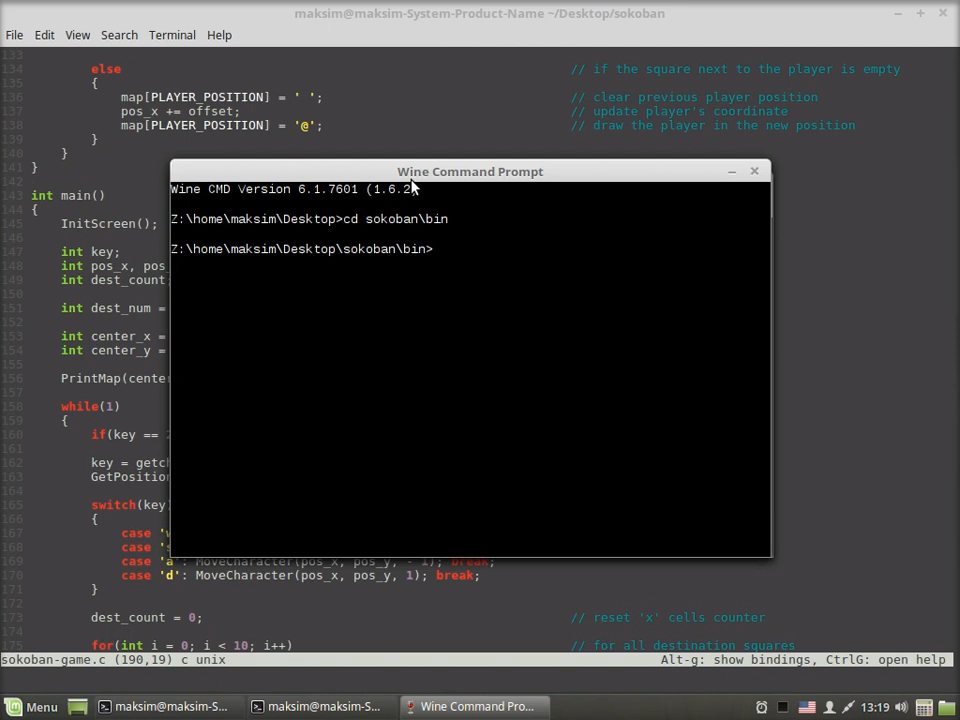 maksim@maksim-System-Product-Name ~/Desktop/sokoban
File Edit View Search Terminal Help
133
134 else // if the square next to the player is empty
135 {
136 map[PLAYER_POSITION] = ' '; // clear previous player position
137 pos_x += offset; // update player's coordinate
138 map[PLAYER_POSITION] = '@'; // draw the player in the new position
139 }
140 }
141 }
142
143 int main()
144 {
145 InitScreen();
146
147 int key;
148 int pos_x, pos_
149 int dest_count;
150
151 int dest_num =
152
153 int center_x =
154 int center_y =
155
156 PrintMap(center
157
158 while(1)
159 {
160 if(key == 2
161
162 key = getch
163 GetPosition
164
165 switch(key)
166 {
167 case 'w
168 case 's
169 case 'a': MoveCharacter(pos_x, pos_y, - 1); break;
170 case 'd': MoveCharacter(pos_x, pos_y, 1); break;
171 }
172
173 dest_count = 0; // reset 'x' cells counter
174
175 for(int i = 0; i < 10; i++) // for all destination squares
sokoban-game.c (190,19) c unix Alt-g: show bindings, CtrlG: open help
Wine Command Prompt
Wine CMD Version 6.1.7601 (1.6.2
Z:\home\maksim\Desktop>cd sokoban\bin
Z:\home\maksim\Desktop\sokoban\bin>
Menu maksim@maksim-S... maksim@maksim-S... Wine Command Pro... 13:19